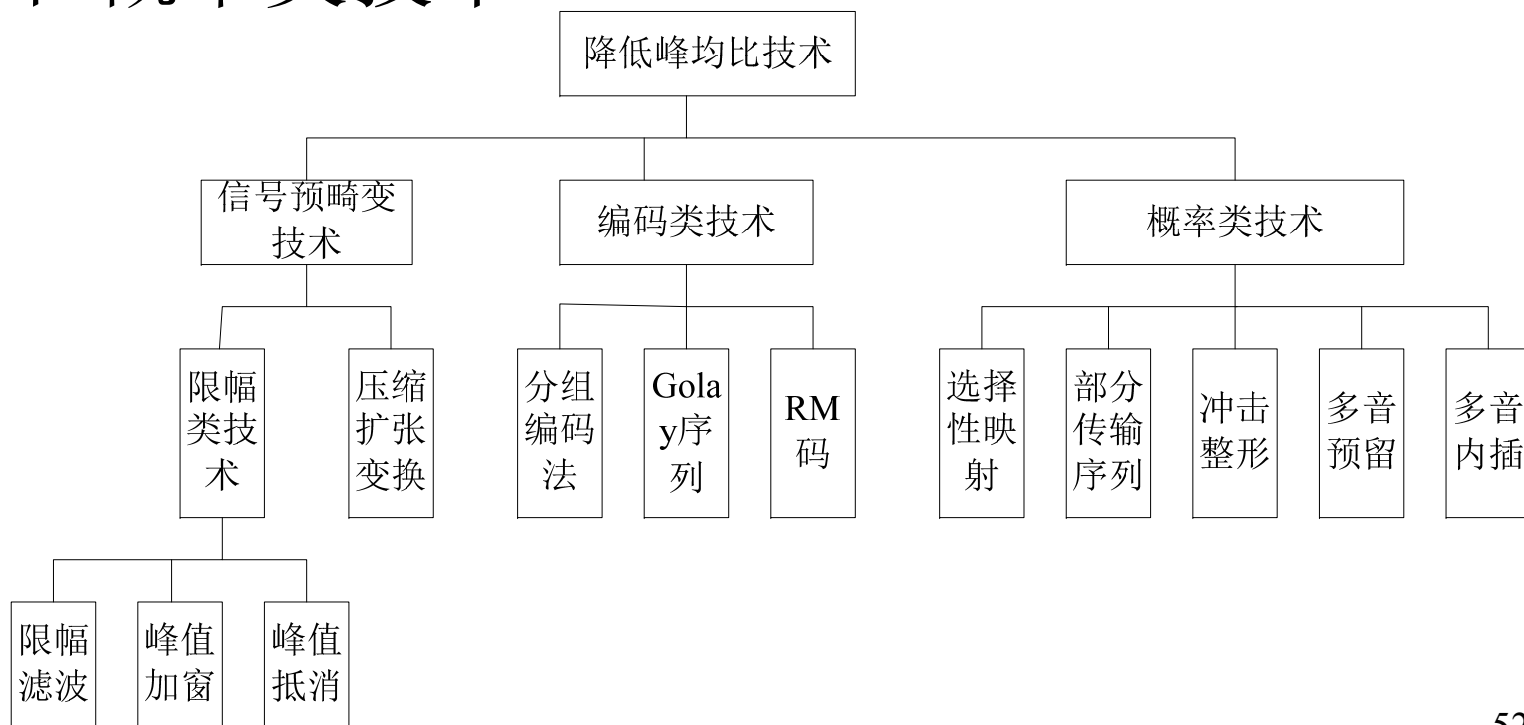 降低峰均比技术
信号预畸变
技术
编码类技术
概率类技术
限幅
类技
术
压缩
扩张
变换
分组
编码
法
Gola
y序
列
RM
码
选择
性映
射
部分
传输
序列
冲击
整形
多音
预留
多音
内插
限幅
滤波
峰值
加窗
峰值
抵消
52